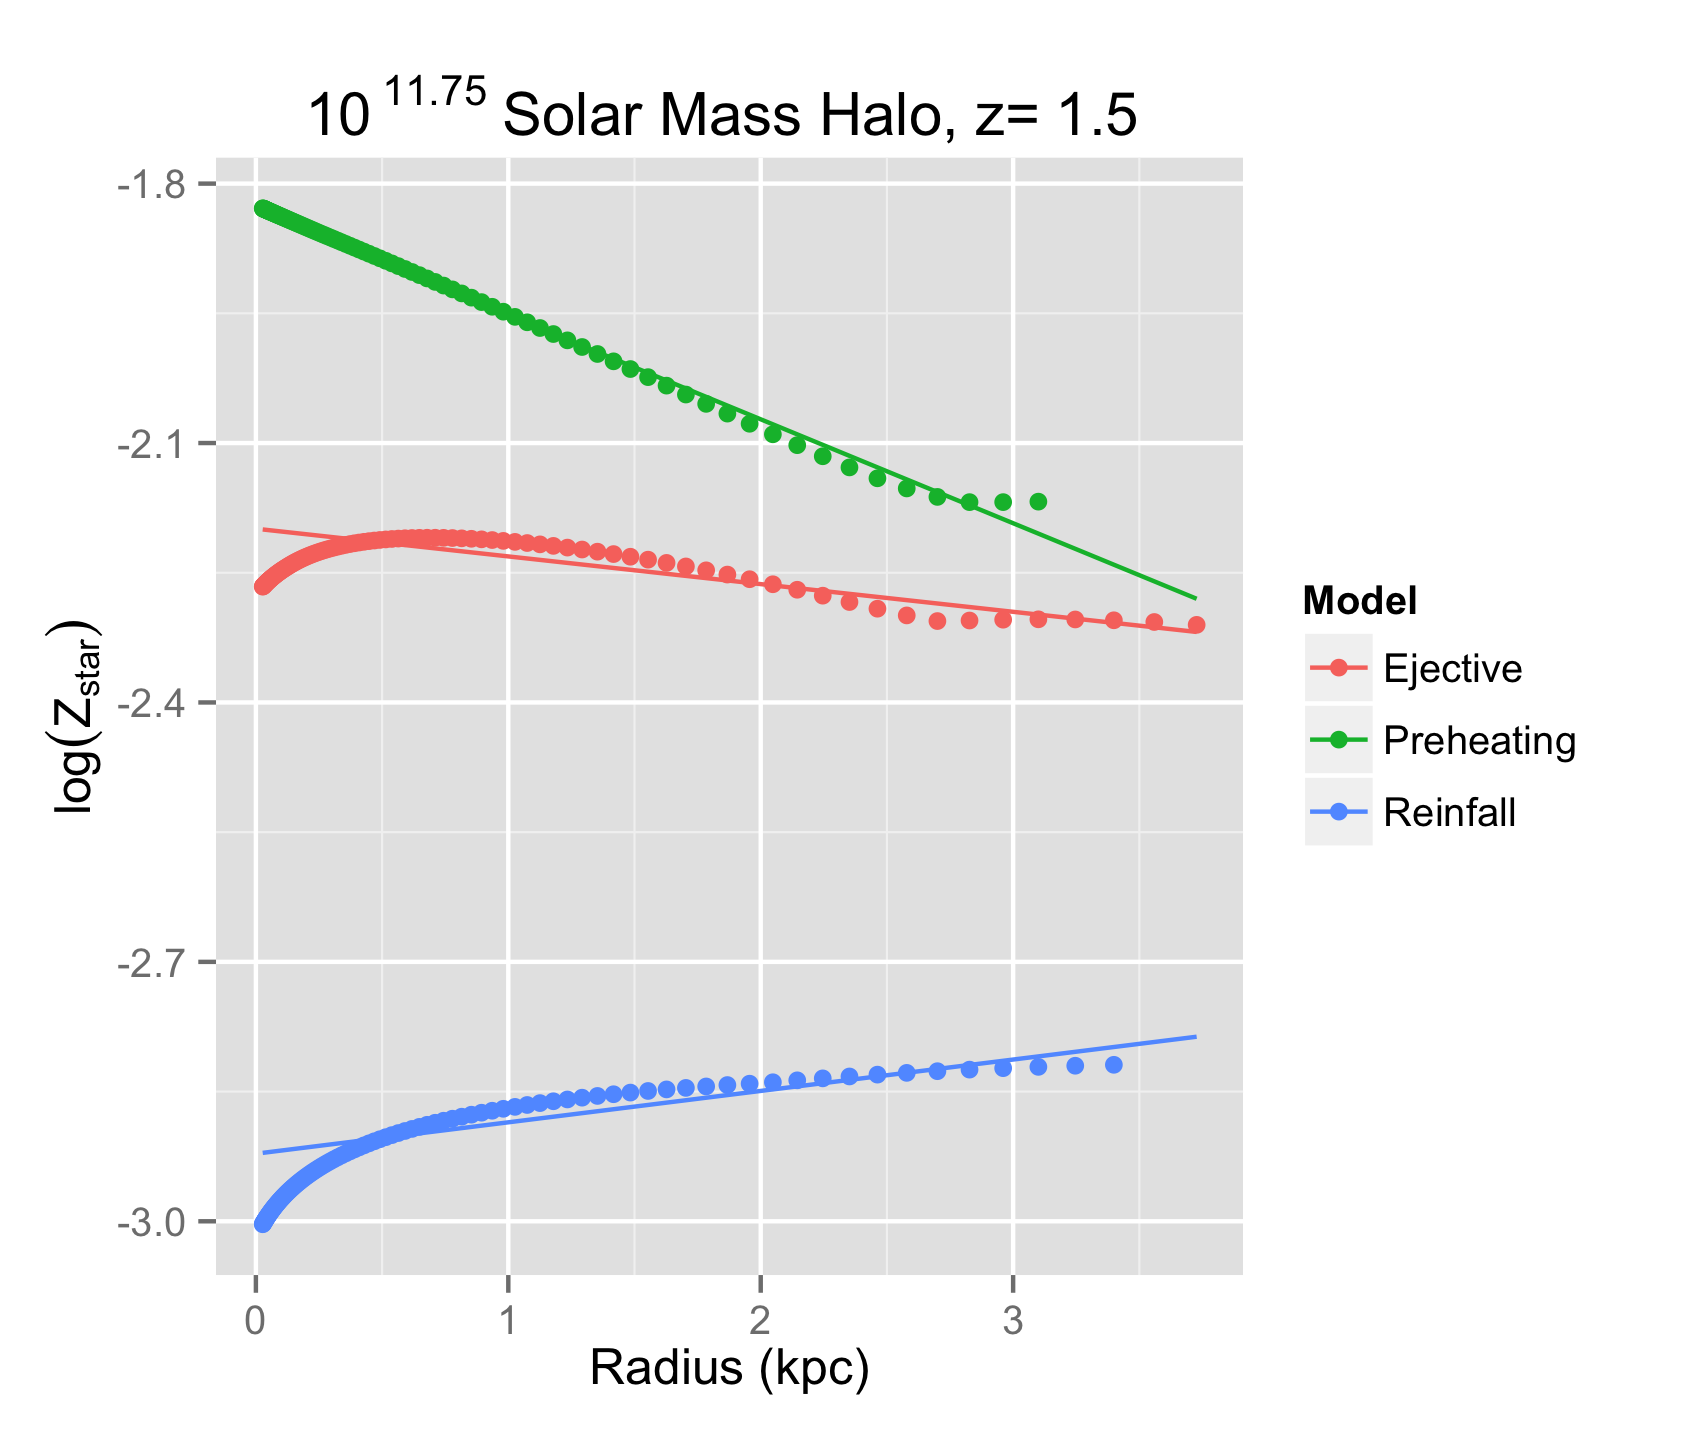 10 11.75 Solar Mass Halo, z= 1.5
-1.8
-2.1
-2.4
-2.7
-3.0
log(Zstar)
0 1 2 3
Radius (kpc)
Model
Ejective
Preheating
Reinfall